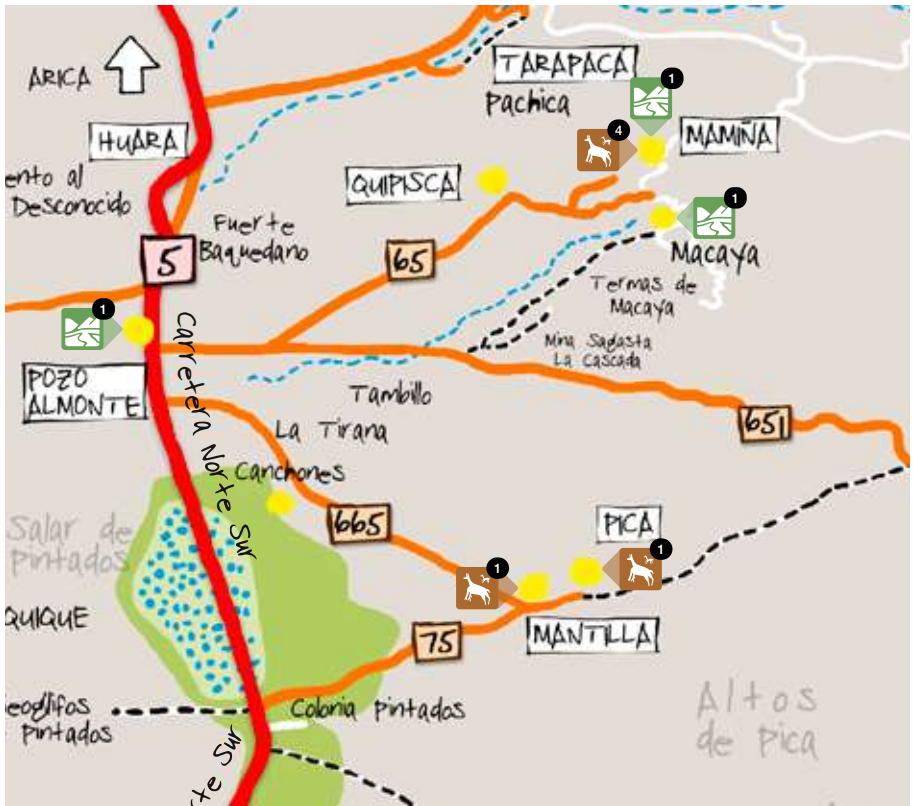 TARAPACÁ
Pachica
1
ARICA
HUARA
4
MAMIÑA
ento al
Desconocido
QUIPISCA
1
Fuerte
Baquedano
5
65
Macaya
Termas de
Macaya
1
Carretera Norte Sur
Mina Sagasta
La Cascada
POZO
ALMONTE
Tambillo
651
La Tirana
Canchones
665
PICA
Salar de
pintados
1
1
QUIQUE
75
MANTILLA
eoglifos
pintados
Colonia pintados
Altos
de pica
rte Sur